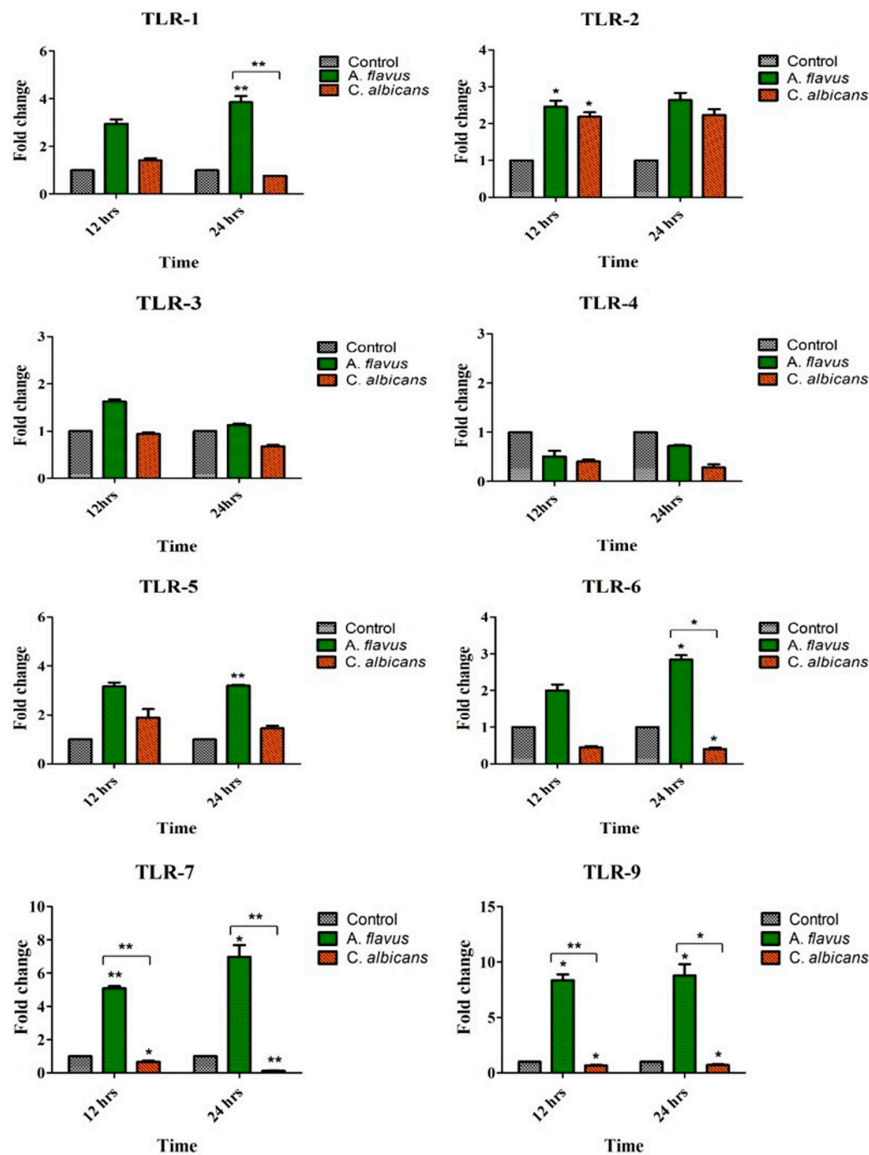 TLR-1
6
4
2
0
Fold change
**
**
12 hrs
24 hrs
Time
Control
A. flavus
C. albicans
TLR-2
4
3
2
1
0
Fold change
*
*
12 hrs
24 hrs
Time
Control
A. flavus
C. albicans
TLR-3
3
2
1
0
Fold change
12hrs
24hrs
Time
Control
A. flavus
C. albicans
TLR-4
3
2
1
0
Fold change
12hrs
24hrs
Time
Control
A. flavus
C. albicans
TLR-5
6
4
2
0
Fold change
**
12 hrs
24 hrs
Time
Control
A. flavus
C. albicans
TLR-6
4
3
2
1
0
Fold change
*
*
*
12 hrs
24 hrs
Time
Control
A. flavus
C. albicans
TLR-7
10
8
6
4
2
0
Fold change
**
**
*
**
*
**
12 hrs
24 hrs
Time
Control
A. flavus
C. albicans
TLR-9
15
10
5
0
Fold change
**
*
*
*
*
*
12 hrs
24 hrs
Time
Control
A. flavus
C. albicans